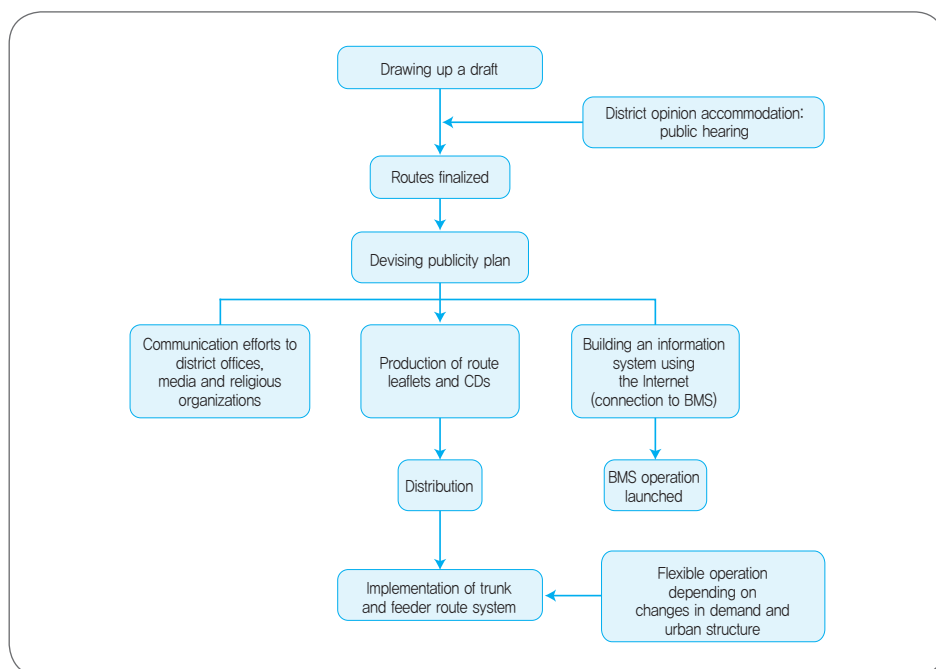 Drawing up a draft
District opinion accommodation:
public hearing
Routes finalized
Devising publicity plan
Communication efforts to
district offices,
media and religious
organizations
Production of route
leaflets and CDs
Building an information
system using
the Internet
(connection to BMS)
Distribution
BMS operation
launched
Implementation of trunk
and feeder route system
Flexible operation
depending on
changes in demand and
urban structure